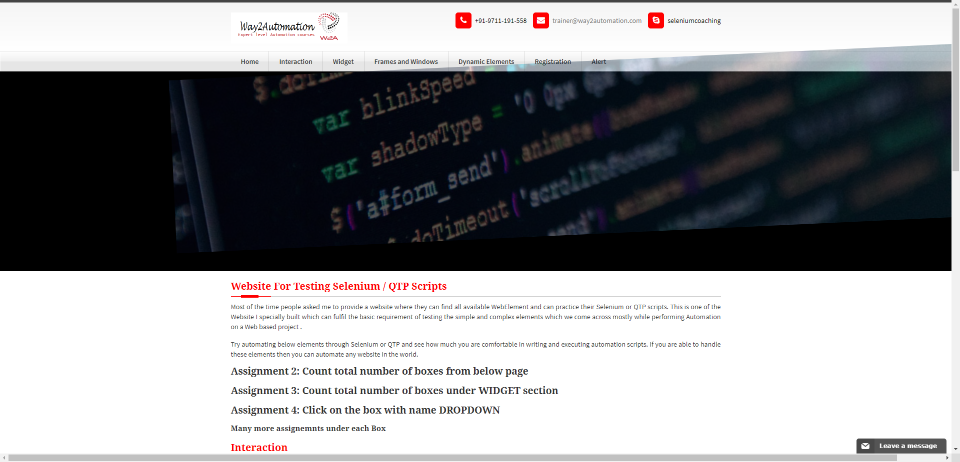 Way2Automation
Expert level Automation courses
W2A
+91-9711-191-558
trainer@way2automation.com
seleniumcoaching
Home
Interaction
Widget
Frames and Windows
Dynamic Elements
Registration
Alert
var blinkSpeed
var shadowType = '0 0px
$('a#form_send').animate(
doTimeout('scrollToForced'
Website For Testing Selenium / QTP Scripts
Most of the time people asked me to provide a website where they can find all available WebElement and can practice their Selenium or QTP scripts. This is one of the
Website I specially built which can fulfil the basic requirement of testing the simple and complex elements which we come across mostly while performing Automation
on a Web based project .
Try automating below elements through Selenium or QTP and see how much you are comfortable in writing and executing automation scripts. If you are able to handle
these elements then you can automate any website in the world.
Assignment 2: Count total number of boxes from below page
Assignment 3: Count total number of boxes under WIDGET section
Assignment 4: Click on the box with name DROPDOWN
Many more assignemnts under each Box
Interaction
Leave a message